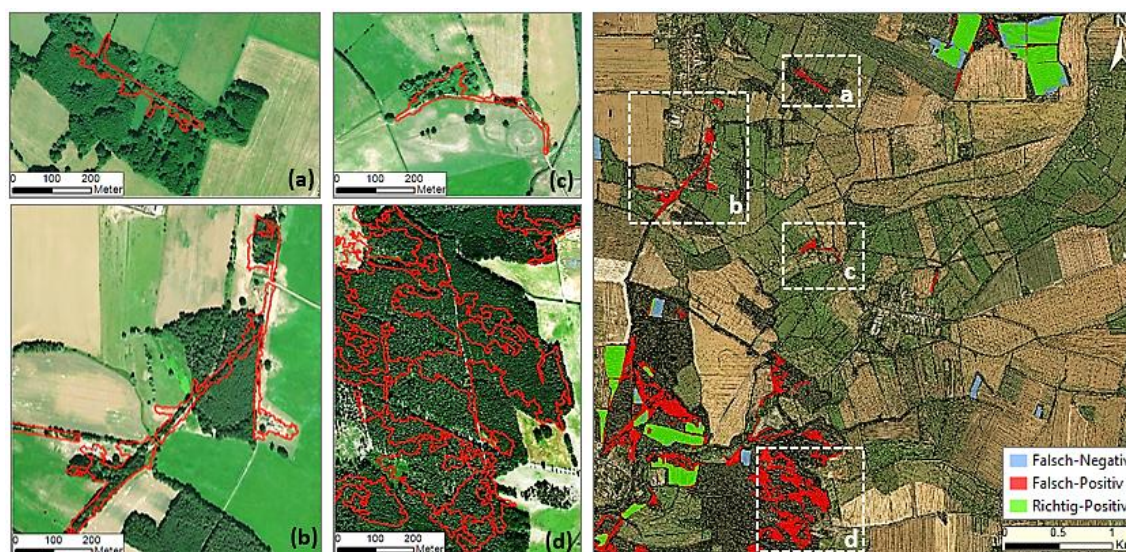 (a)
0 100 200
Meter
(c)
0 100 200
Meter
0 100 200
Meter
(b)
0 100 200
Meter
(d)
N
a
b
c
d
Falsch-Negativ
Falsch-Positiv
Richtig-Positiv
0 0.5 1